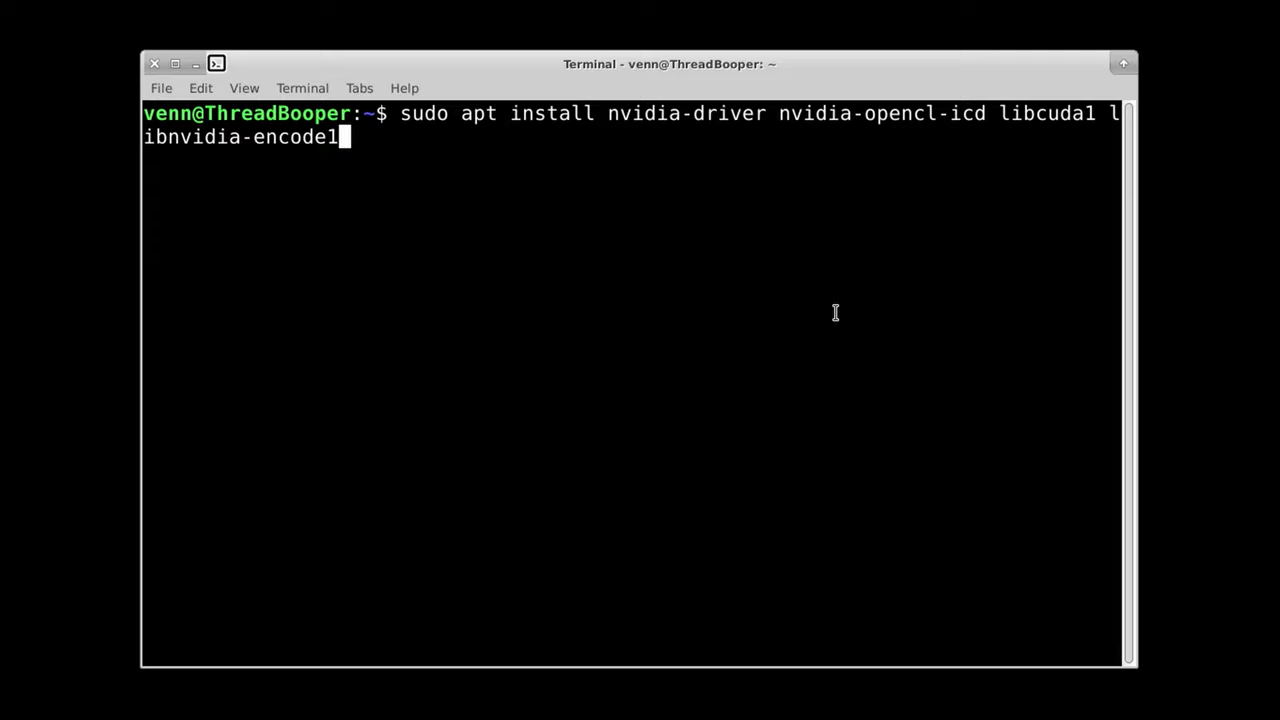 Terminal - venn@ThreadBooper: ~
File Edit View Terminal Tabs Help
venn@ThreadBooper:~$ sudo apt install nvidia-driver nvidia-opencl-icd libcuda1 l
ibnvidia-encode1